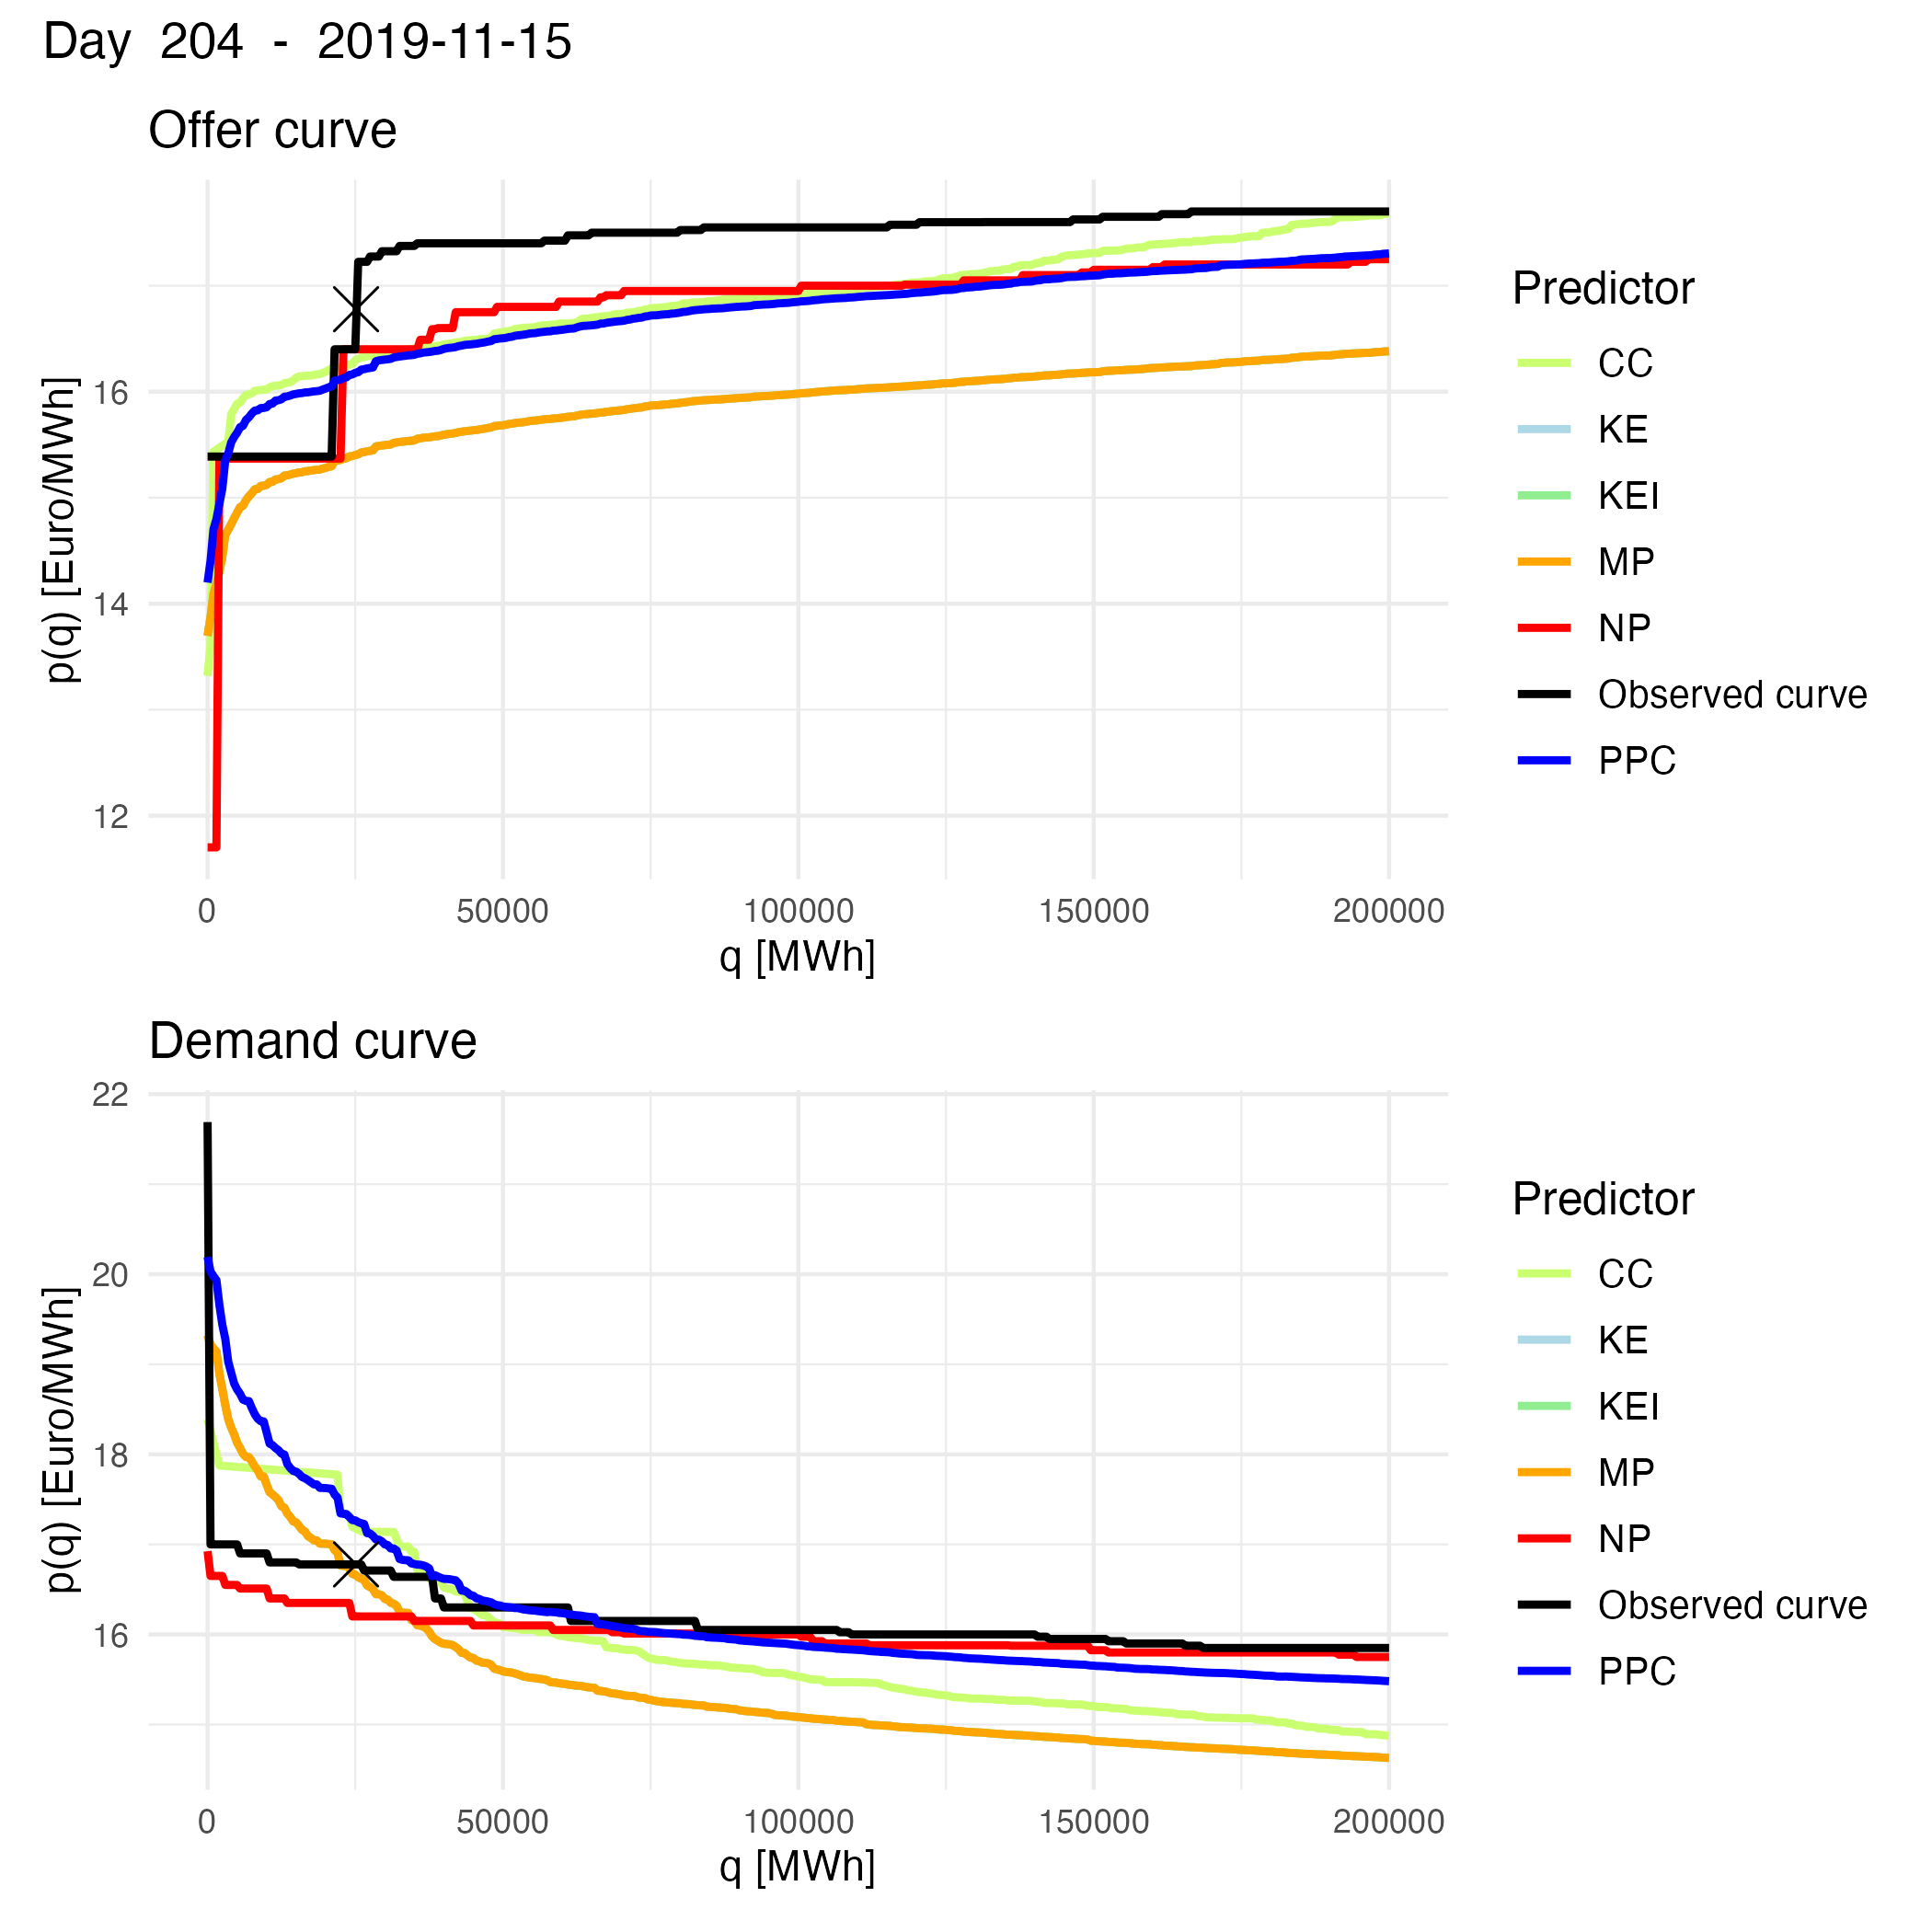 Day 204 - 2019-11-15
Offer curve
p(q) [Euro/MWh]
16
14
12
0 50000 100000 150000 200000
q [MWh]
Predictor
CC
KE
KEI
MP
NP
Observed curve
PPC
Demand curve
p(q) [Euro/MWh]
22
20
18
16
0 50000 100000 150000 200000
q [MWh]
Predictor
CC
KE
KEI
MP
NP
Observed curve
PPC